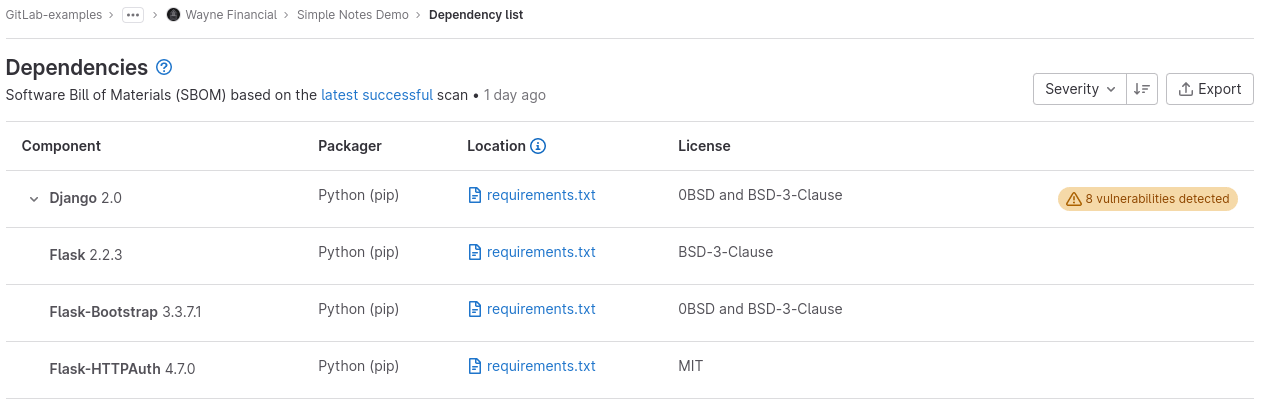 GitLab-examples › ••• › Wayne Financial › Simple Notes Demo › Dependency list
Dependencies
Software Bill of Materials (SBOM) based on the latest successful scan • 1 day ago
Severity Export
Component Packager Location License
Django 2.0 Python (pip) requirements.txt 0BSD and BSD-3-Clause 8 vulnerabilities detected
Flask 2.2.3 Python (pip) requirements.txt BSD-3-Clause
Flask-Bootstrap 3.3.7.1 Python (pip) requirements.txt 0BSD and BSD-3-Clause
Flask-HTTPAuth 4.7.0 Python (pip) requirements.txt MIT